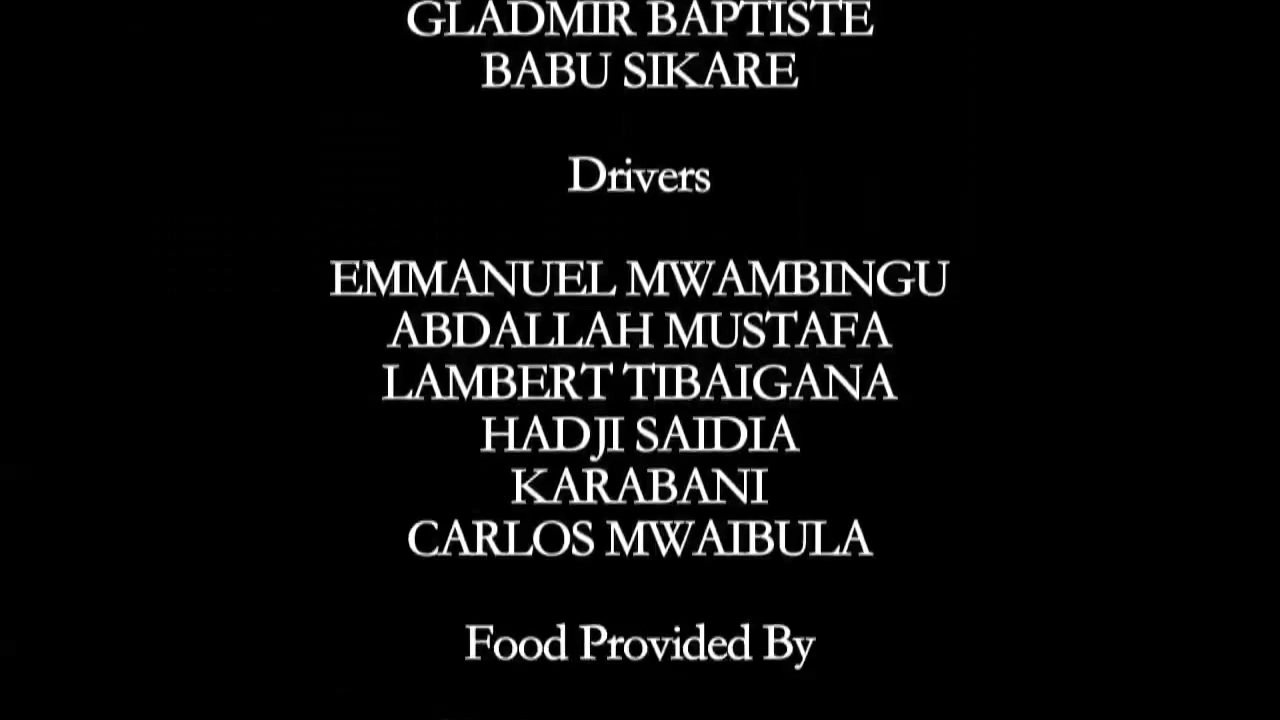 GLADMIR BAPTISTE
BABU SIKARE
Drivers
EMMANUEL MWAMBINGU
ABDALLAH MUSTAFA
LAMBERT TIBAIGANA
HADJI SAIDIA
KARABANI
CARLOS MWAIBULA
Food Provided By